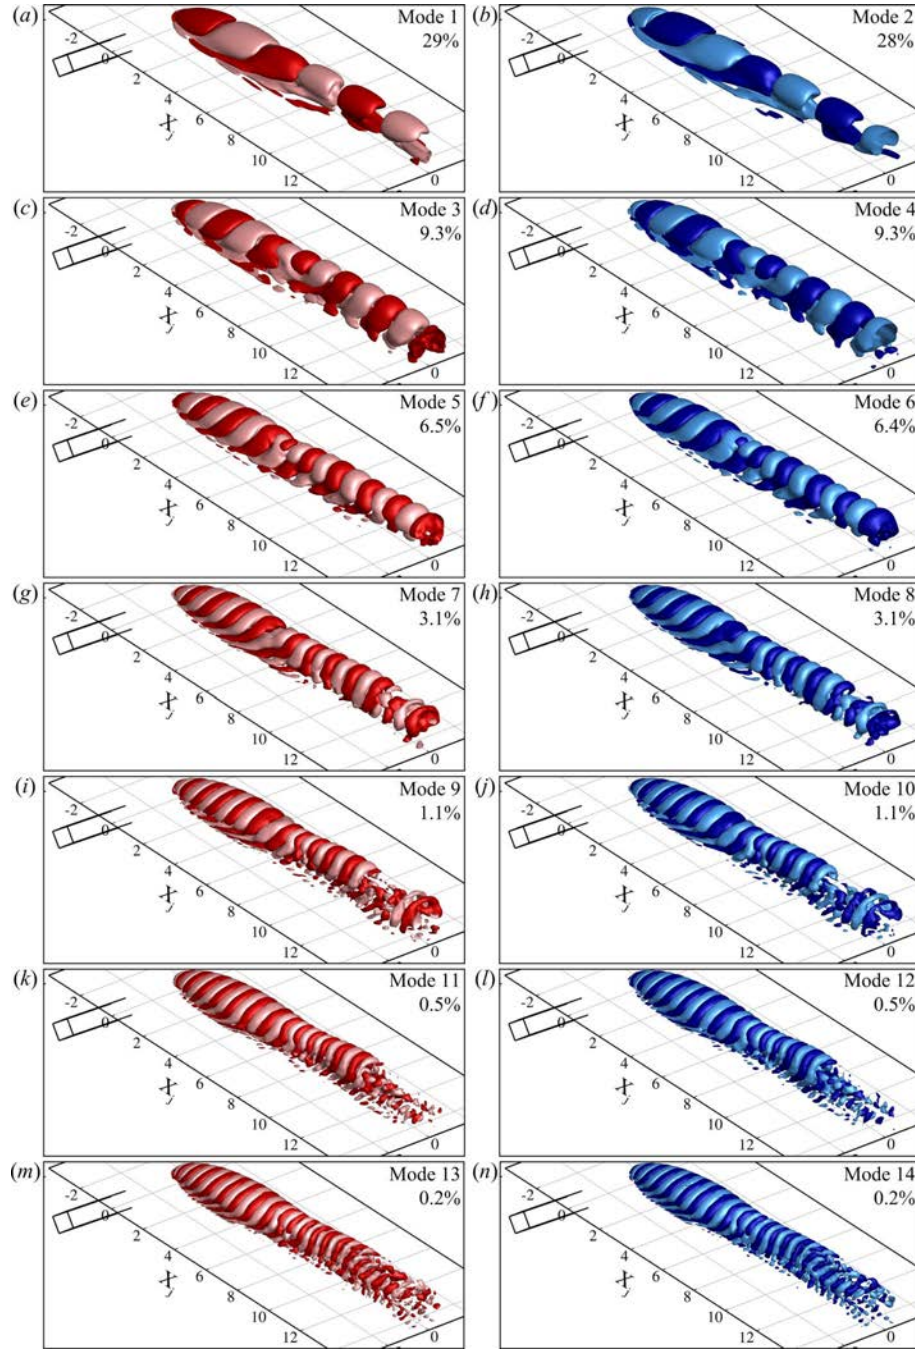 (a) Mode 1
29%
-2 0 4 6 8 10 12 0
X
j
(b) Mode 2
28%
-2 0 4 6 8 10 12 0
X
j
(c) Mode 3
9.3%
-2 0 2 4 6 8 10 12 0
X
j
(d) Mode 4
9.3%
-2 0 2 4 6 8 10 12 0
X
j
(e) Mode 5
6.5%
-2 0 2 4 6 8 10 12 0
X
j
(f) Mode 6
6.4%
-2 0 2 4 6 8 10 12 0
X
j
(g) Mode 7
3.1%
-2 0 2 4 6 8 10 12 0
X
j
(h) Mode 8
3.1%
-2 0 2 4 6 8 10 12 0
X
j
(i) Mode 9
1.1%
-2 0 2 4 6 8 10 12 0
X
j
(j) Mode 10
1.1%
-2 0 2 4 6 8 10 12 0
X
j
(k) Mode 11
0.5%
-2 0 2 4 6 8 10 12 0
X
j
(l) Mode 12
0.5%
-2 0 2 4 6 8 10 12 0
X
j
(m) Mode 13
0.2%
-2 0 2 4 6 8 10 12 0
X
j
(n) Mode 14
0.2%
-2 0 2 4 6 8 10 12 0
X
j